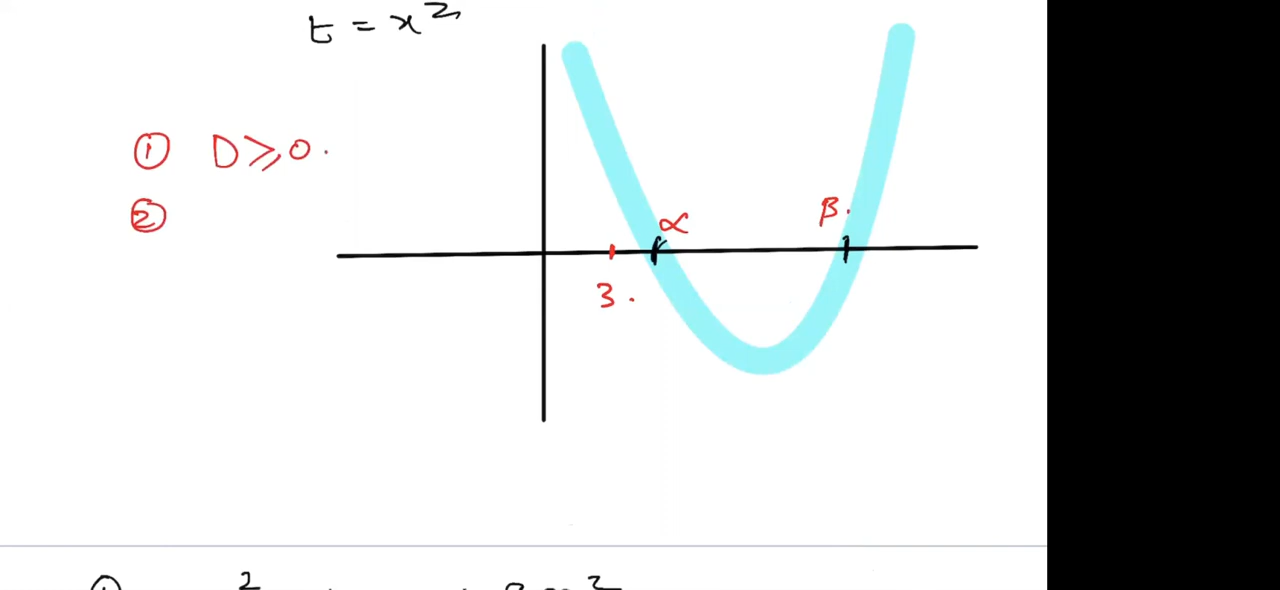 t = x²
① D ≥ 0.
②
α
β.
3.